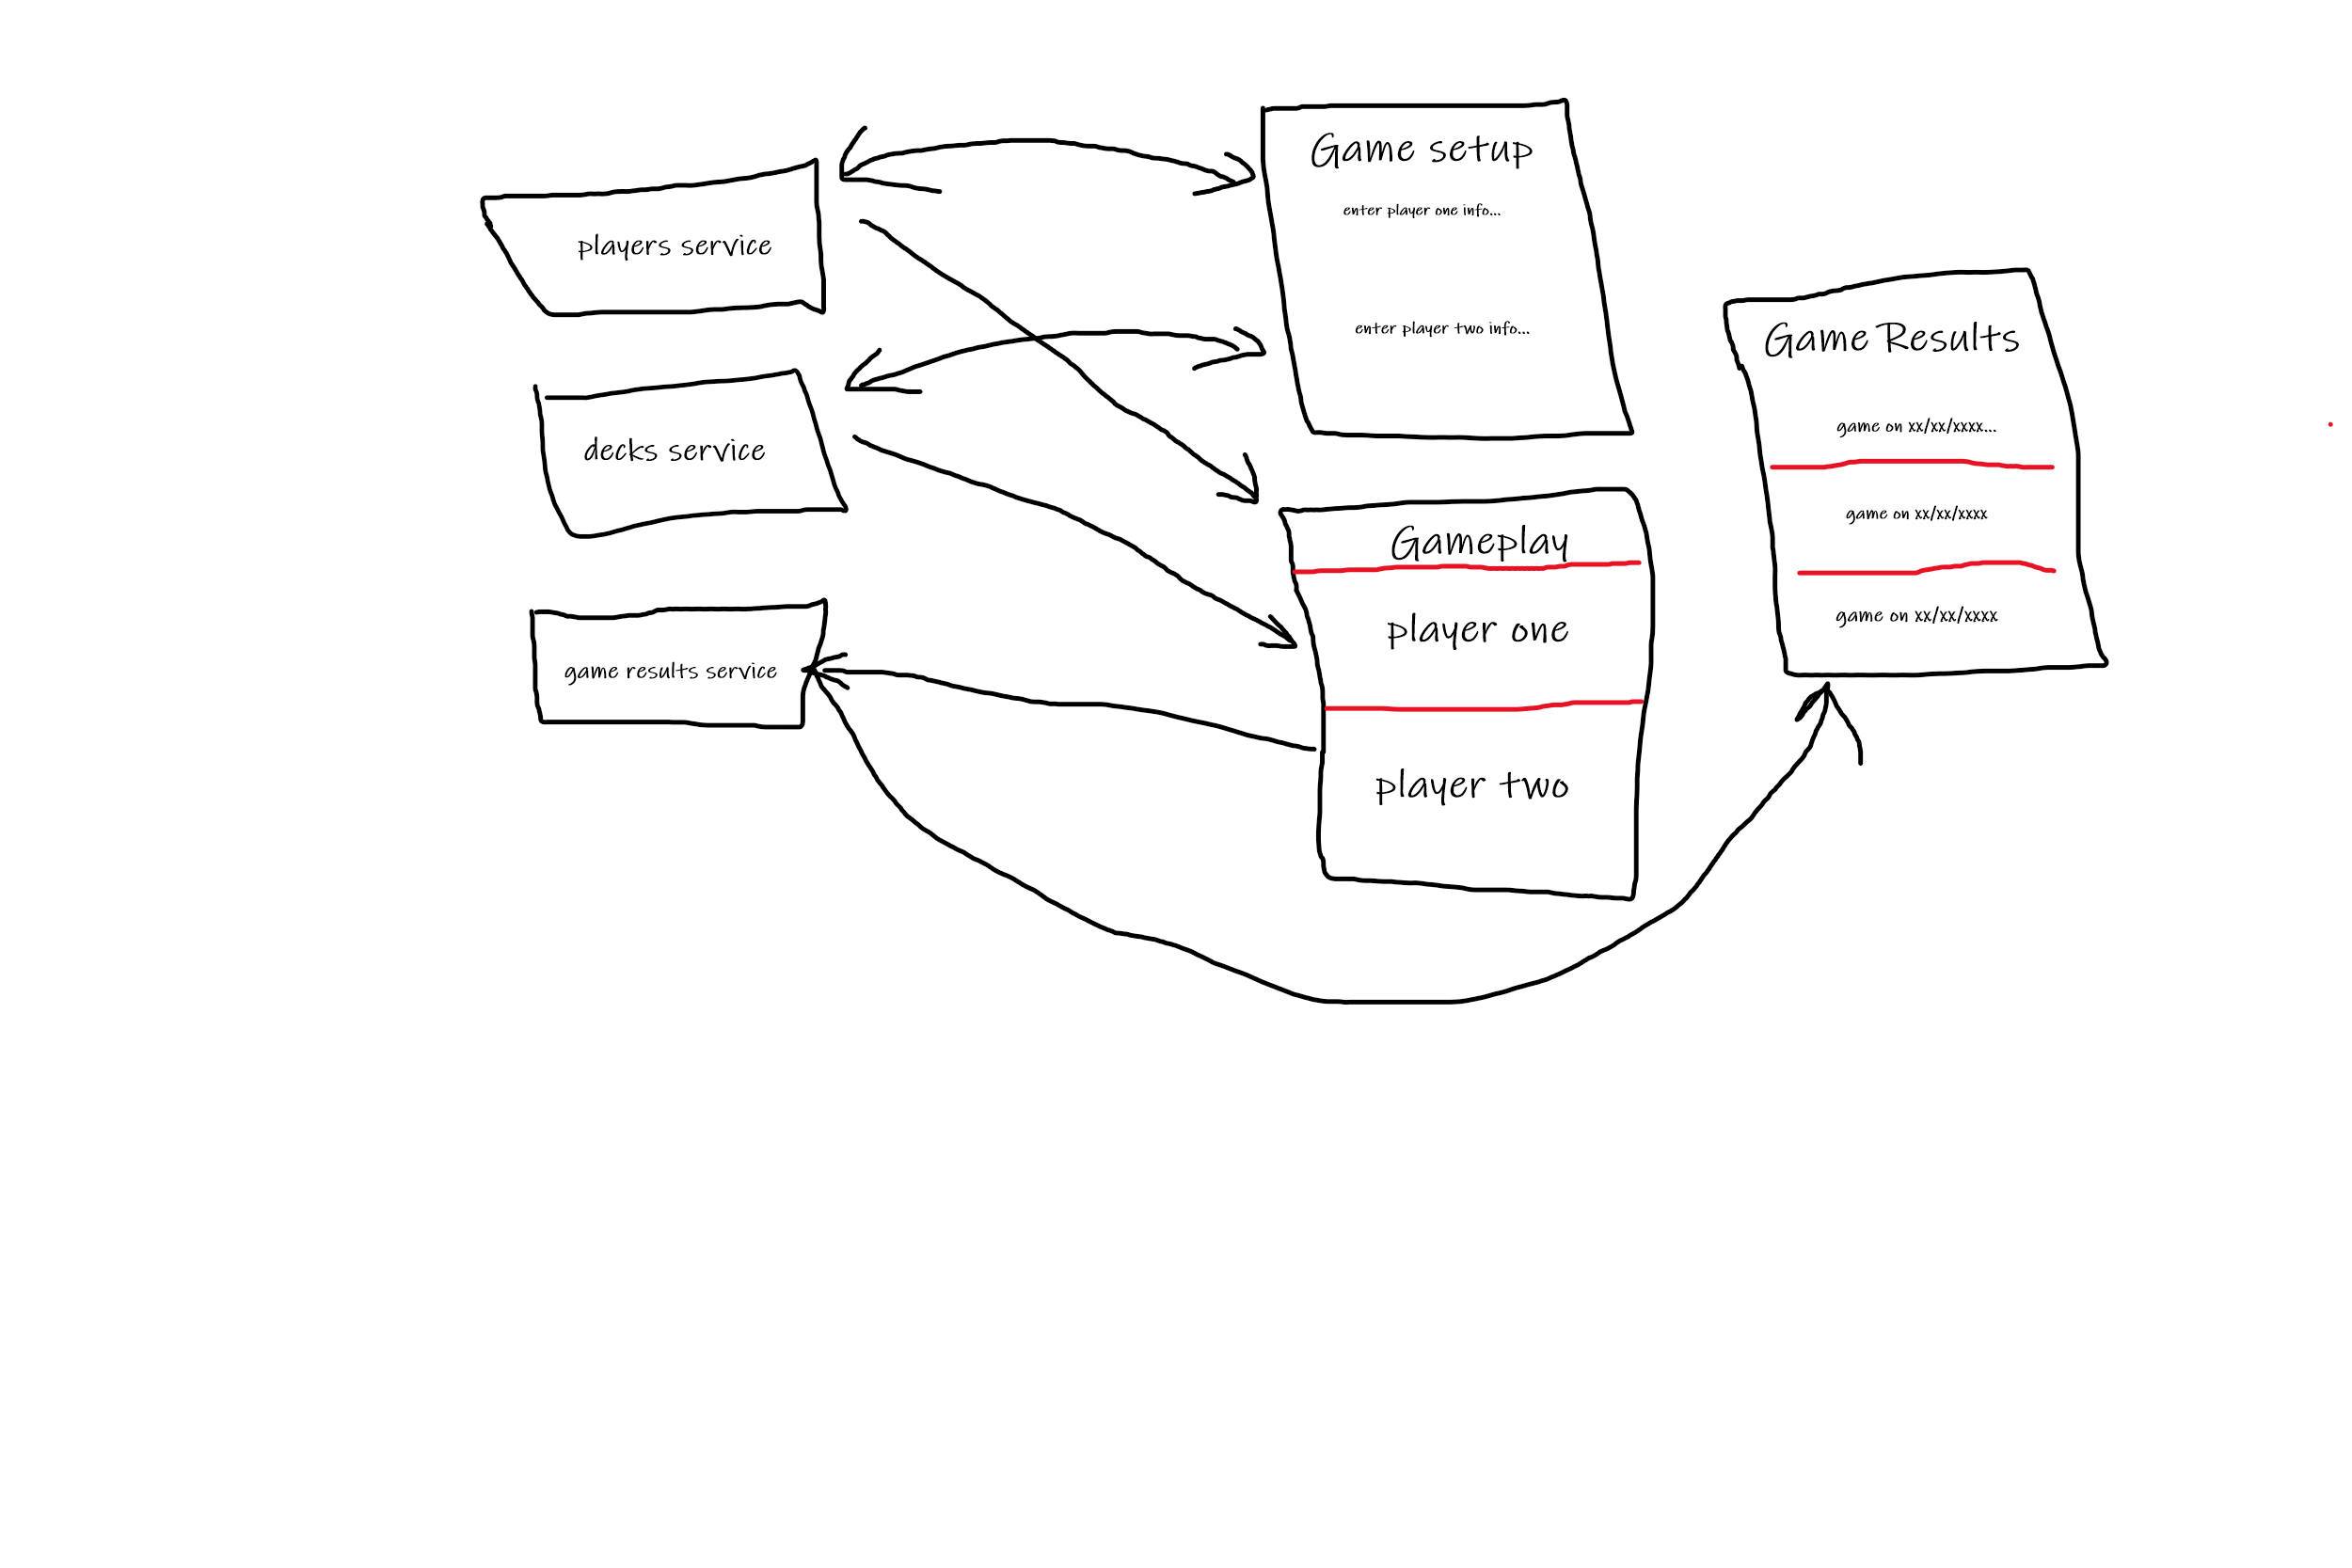 players service
decks service
game results service
Game setup
enter player one info...
enter player two info...
Gameplay
player one
player two
Game Results
game on xx/xx/xxxx...
game on xx/xx/xxxx
game on xx/xx/xxxx